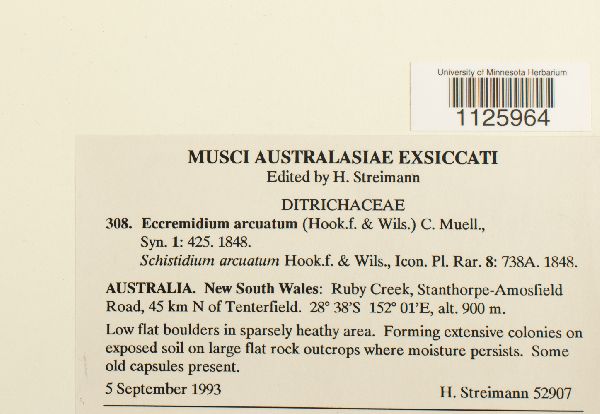 University of Minnesota Herbarium
1125964
MUSCI AUSTRALASIAE EXSICCATI
Edited by H. Streimann
DITRICHACEAE
308. Eccremidium arcuatum (Hook.f. & Wils.) C. Muell.,
Syn. 1: 425. 1848.
Schistidium arcuatum Hook.f. & Wils., Icon. Pl. Rar. 8: 738A. 1848.
AUSTRALIA. New South Wales: Ruby Creek, Stanthorpe-Amosfield
Road, 45 km N of Tenterfield. 28° 38'S 152° 01'E, alt. 900 m.
Low flat boulders in sparsely heathy area. Forming extensive colonies on
exposed soil on large flat rock outcrops where moisture persists. Some
old capsules present.
5 September 1993 H. Streimann 52907